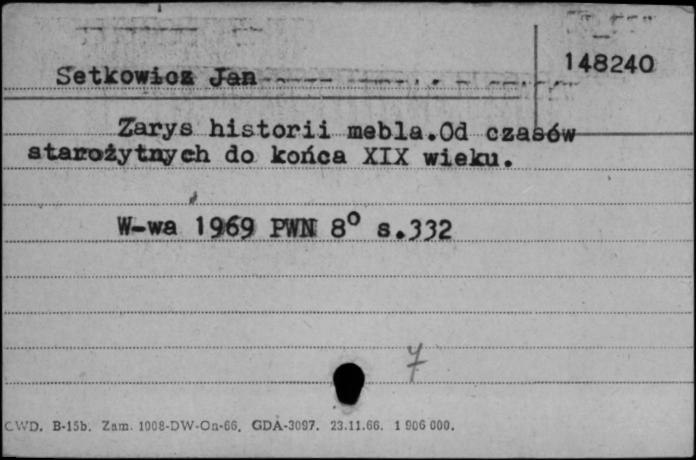 148240
Setkowicz Jan
Zarys historii mebla.Od czasów
starożytnych do końca XIX wieku.
W-wa 1969 PWN 8° s.332
7
CWD. B-15b. Zam. 1008-DW-On-66. GDA-3097. 23.11.66. 1 906 000.